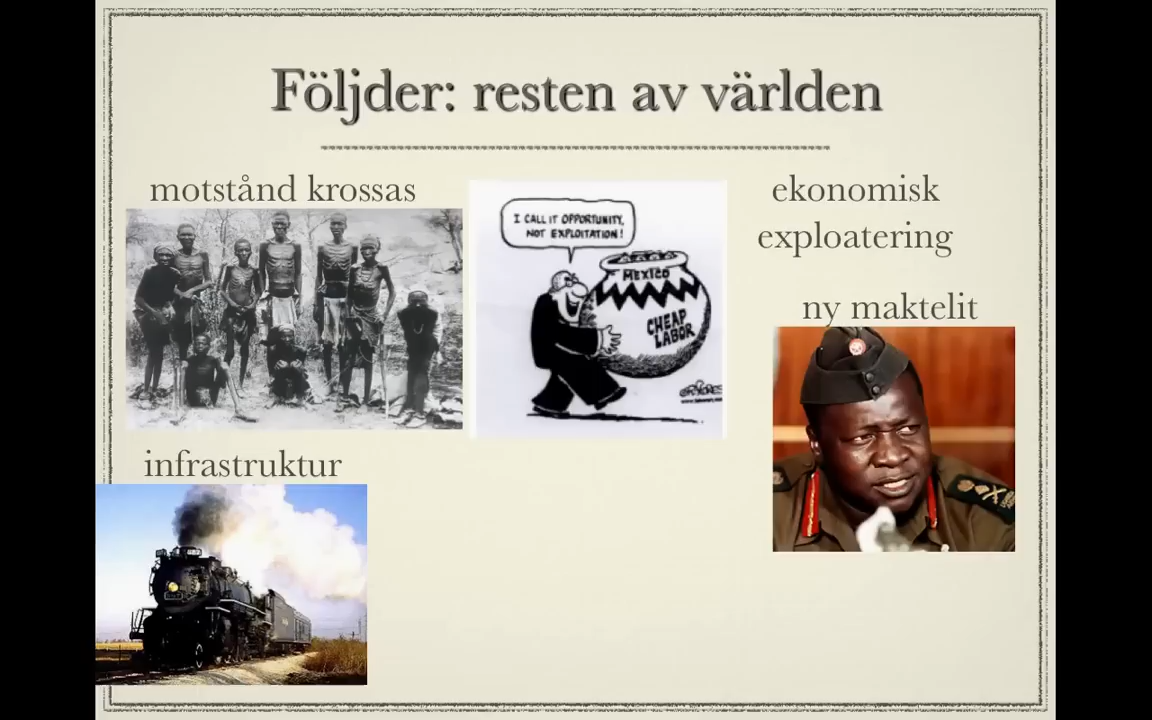 Följder: resten av världen
motstånd krossas
I CALL IT OPPORTUNITY,
NOT EXPLOITATION!
MEXICO
CHEAP
LABOR
ekonomisk
exploatering
ny maktelit
infrastruktur